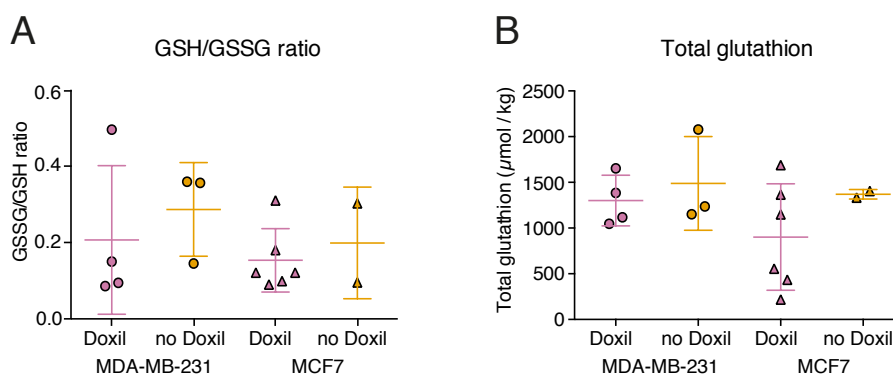 A
GSH/GSSG ratio
GSSG/GSH ratio
0.6
0.4
0.2
0.0
Doxil no Doxil Doxil no Doxil
MDA-MB-231 MCF7
B
Total glutathion
Total glutathion (µmol / kg)
2500
2000
1500
1000
500
0
Doxil no Doxil Doxil no Doxil
MDA-MB-231 MCF7